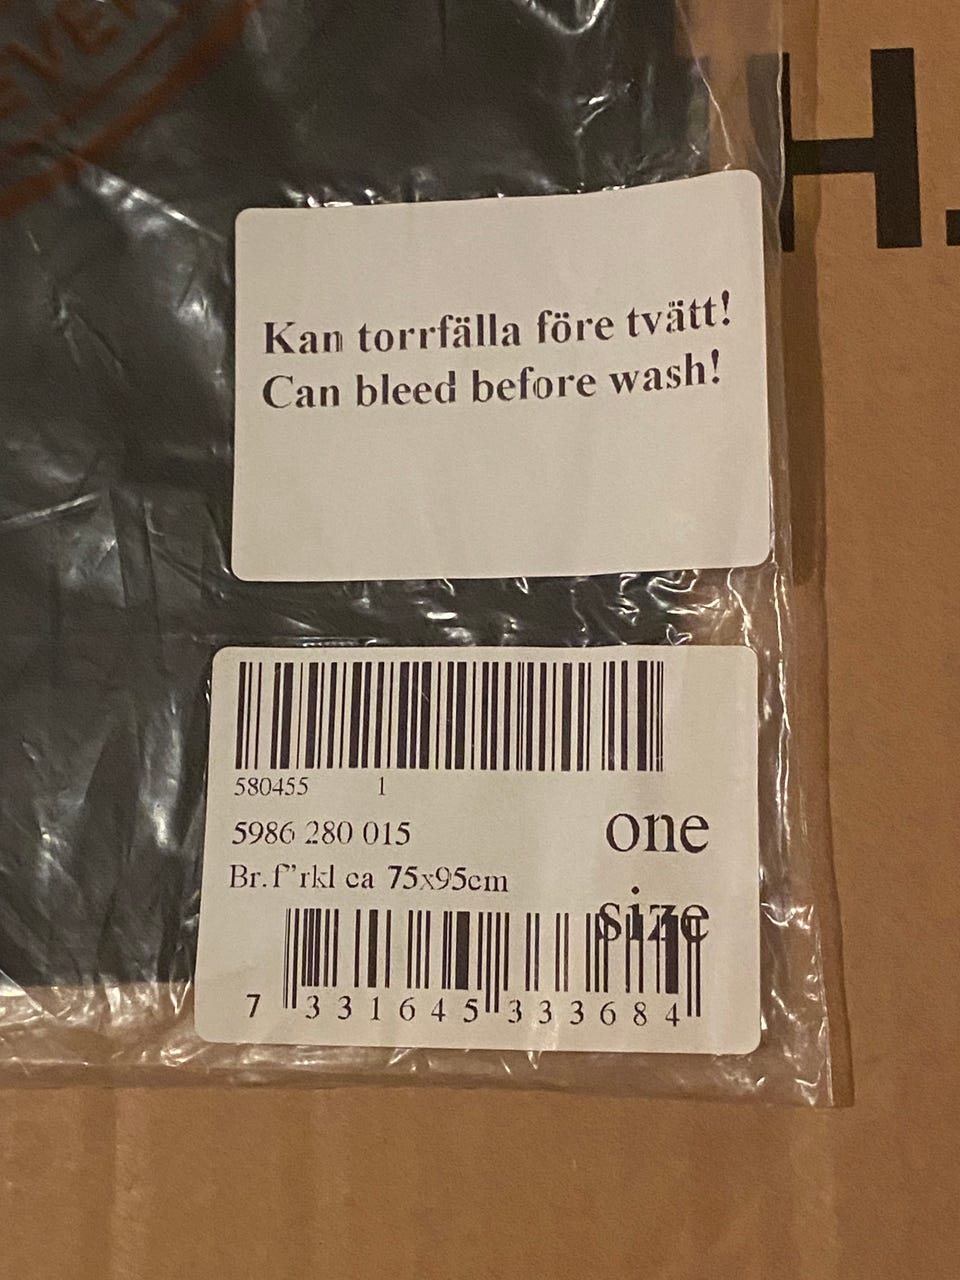 EVER
H.
Kan torrfälla före tvätt!
Can bleed before wash!
580455 1
5986 280 015
Br.f”rkl ca 75x95cm
one
size
7 331645 333684